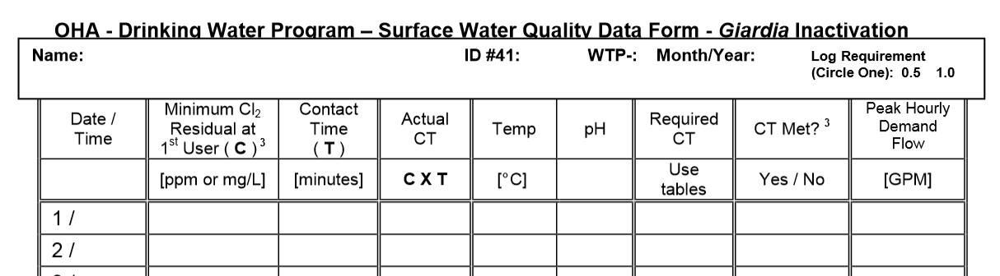 OHA - Drinking Water Program – Surface Water Quality Data Form - Giardia Inactivation
Name: ID #41: WTP-: Month/Year: Log Requirement
(Circle One): 0.5 1.0
Date /
Time
Minimum Cl2
Residual at
1st User ( C ) 3
Contact
Time
( T )
Actual
CT
Temp
pH
Required
CT
CT Met? 3
Peak Hourly
Demand
Flow
[ppm or mg/L]
[minutes]
C X T
[°C]
Use
tables
Yes / No
[GPM]
1 /
2 /